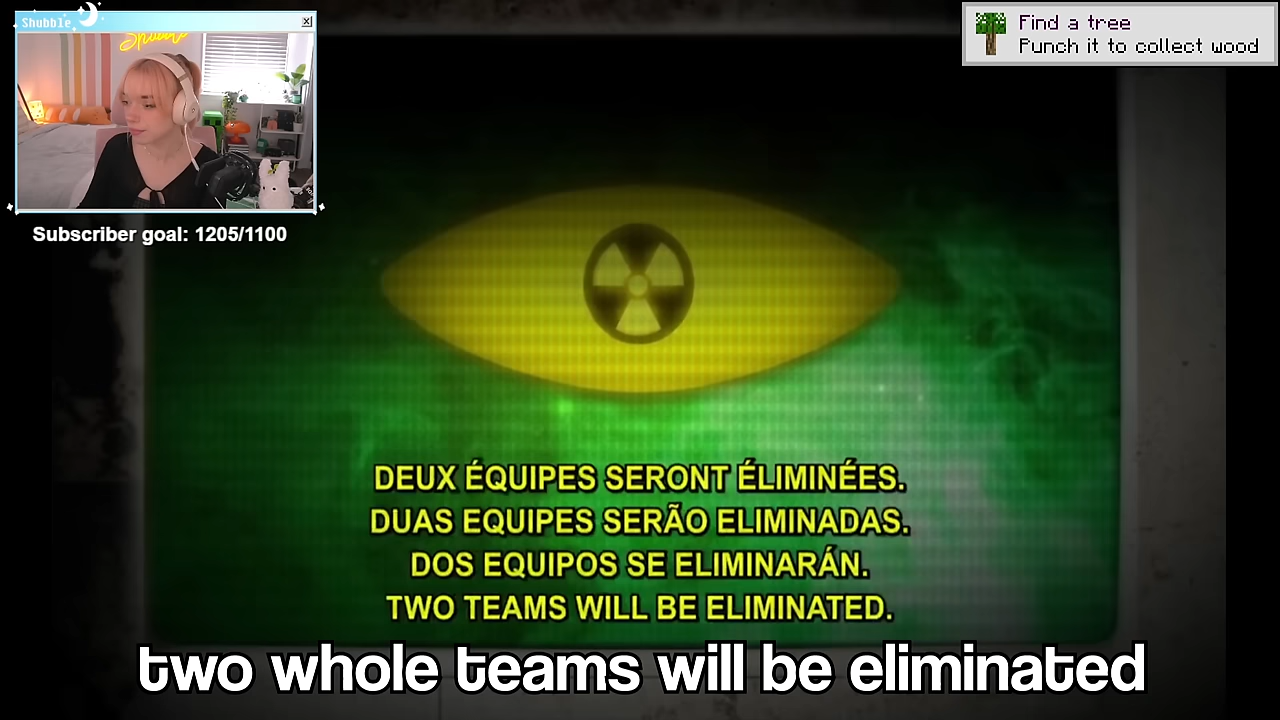 Shubble
Shubble
Find a tree
Punch it to collect wood
Subscriber goal: 1205/1100
DEUX ÉQUIPES SERONT ÉLIMINÉES.
DUAS EQUIPES SERÃO ELIMINADAS.
DOS EQUIPOS SE ELIMINARÁN.
TWO TEAMS WILL BE ELIMINATED.
two whole teams will be eliminated